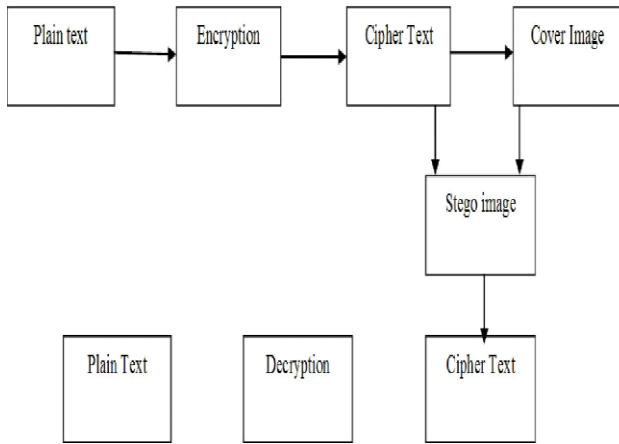 Plain text
Encryption
Cipher Text
Cover Image
Stego image
Plain Text
Decryption
Cipher Text